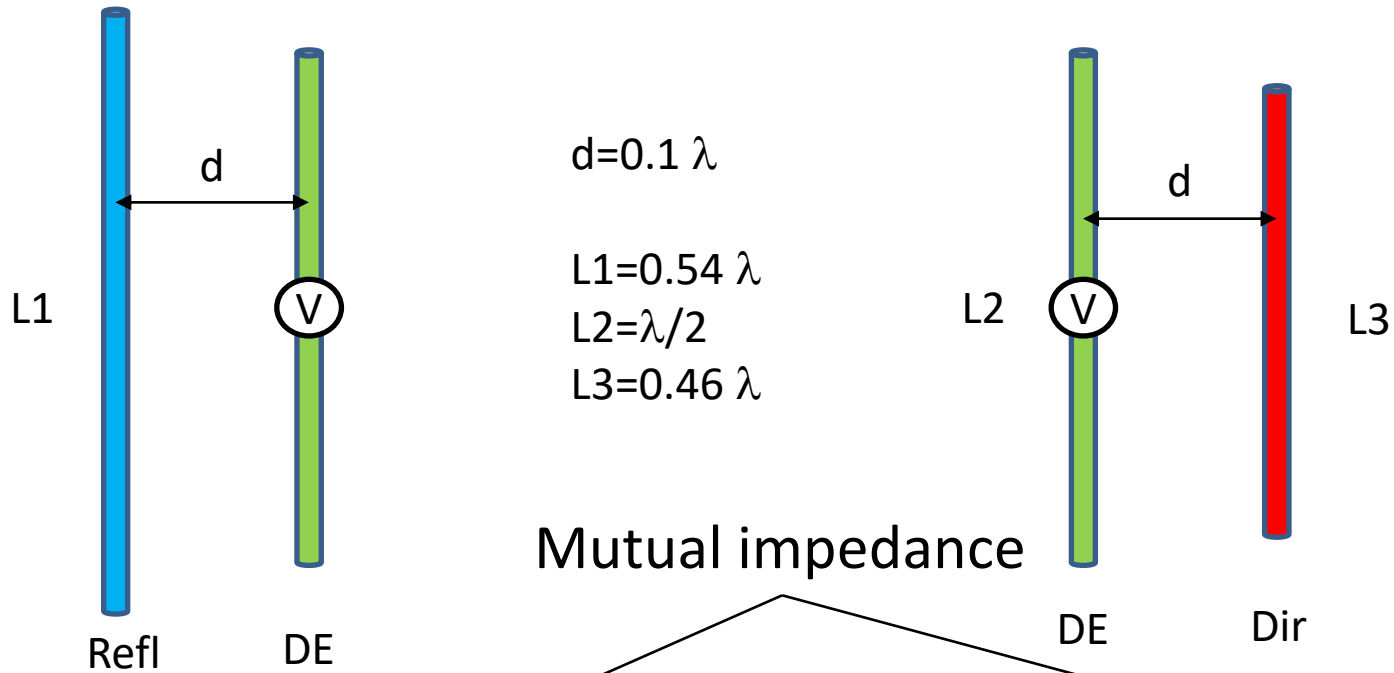 d
d=0.1 λ
d
L1
V
L1=0.54 λ
L2=λ/2
L3=0.46 λ
L2
V
L3
Mutual impedance
Refl
DE
DE
Dir